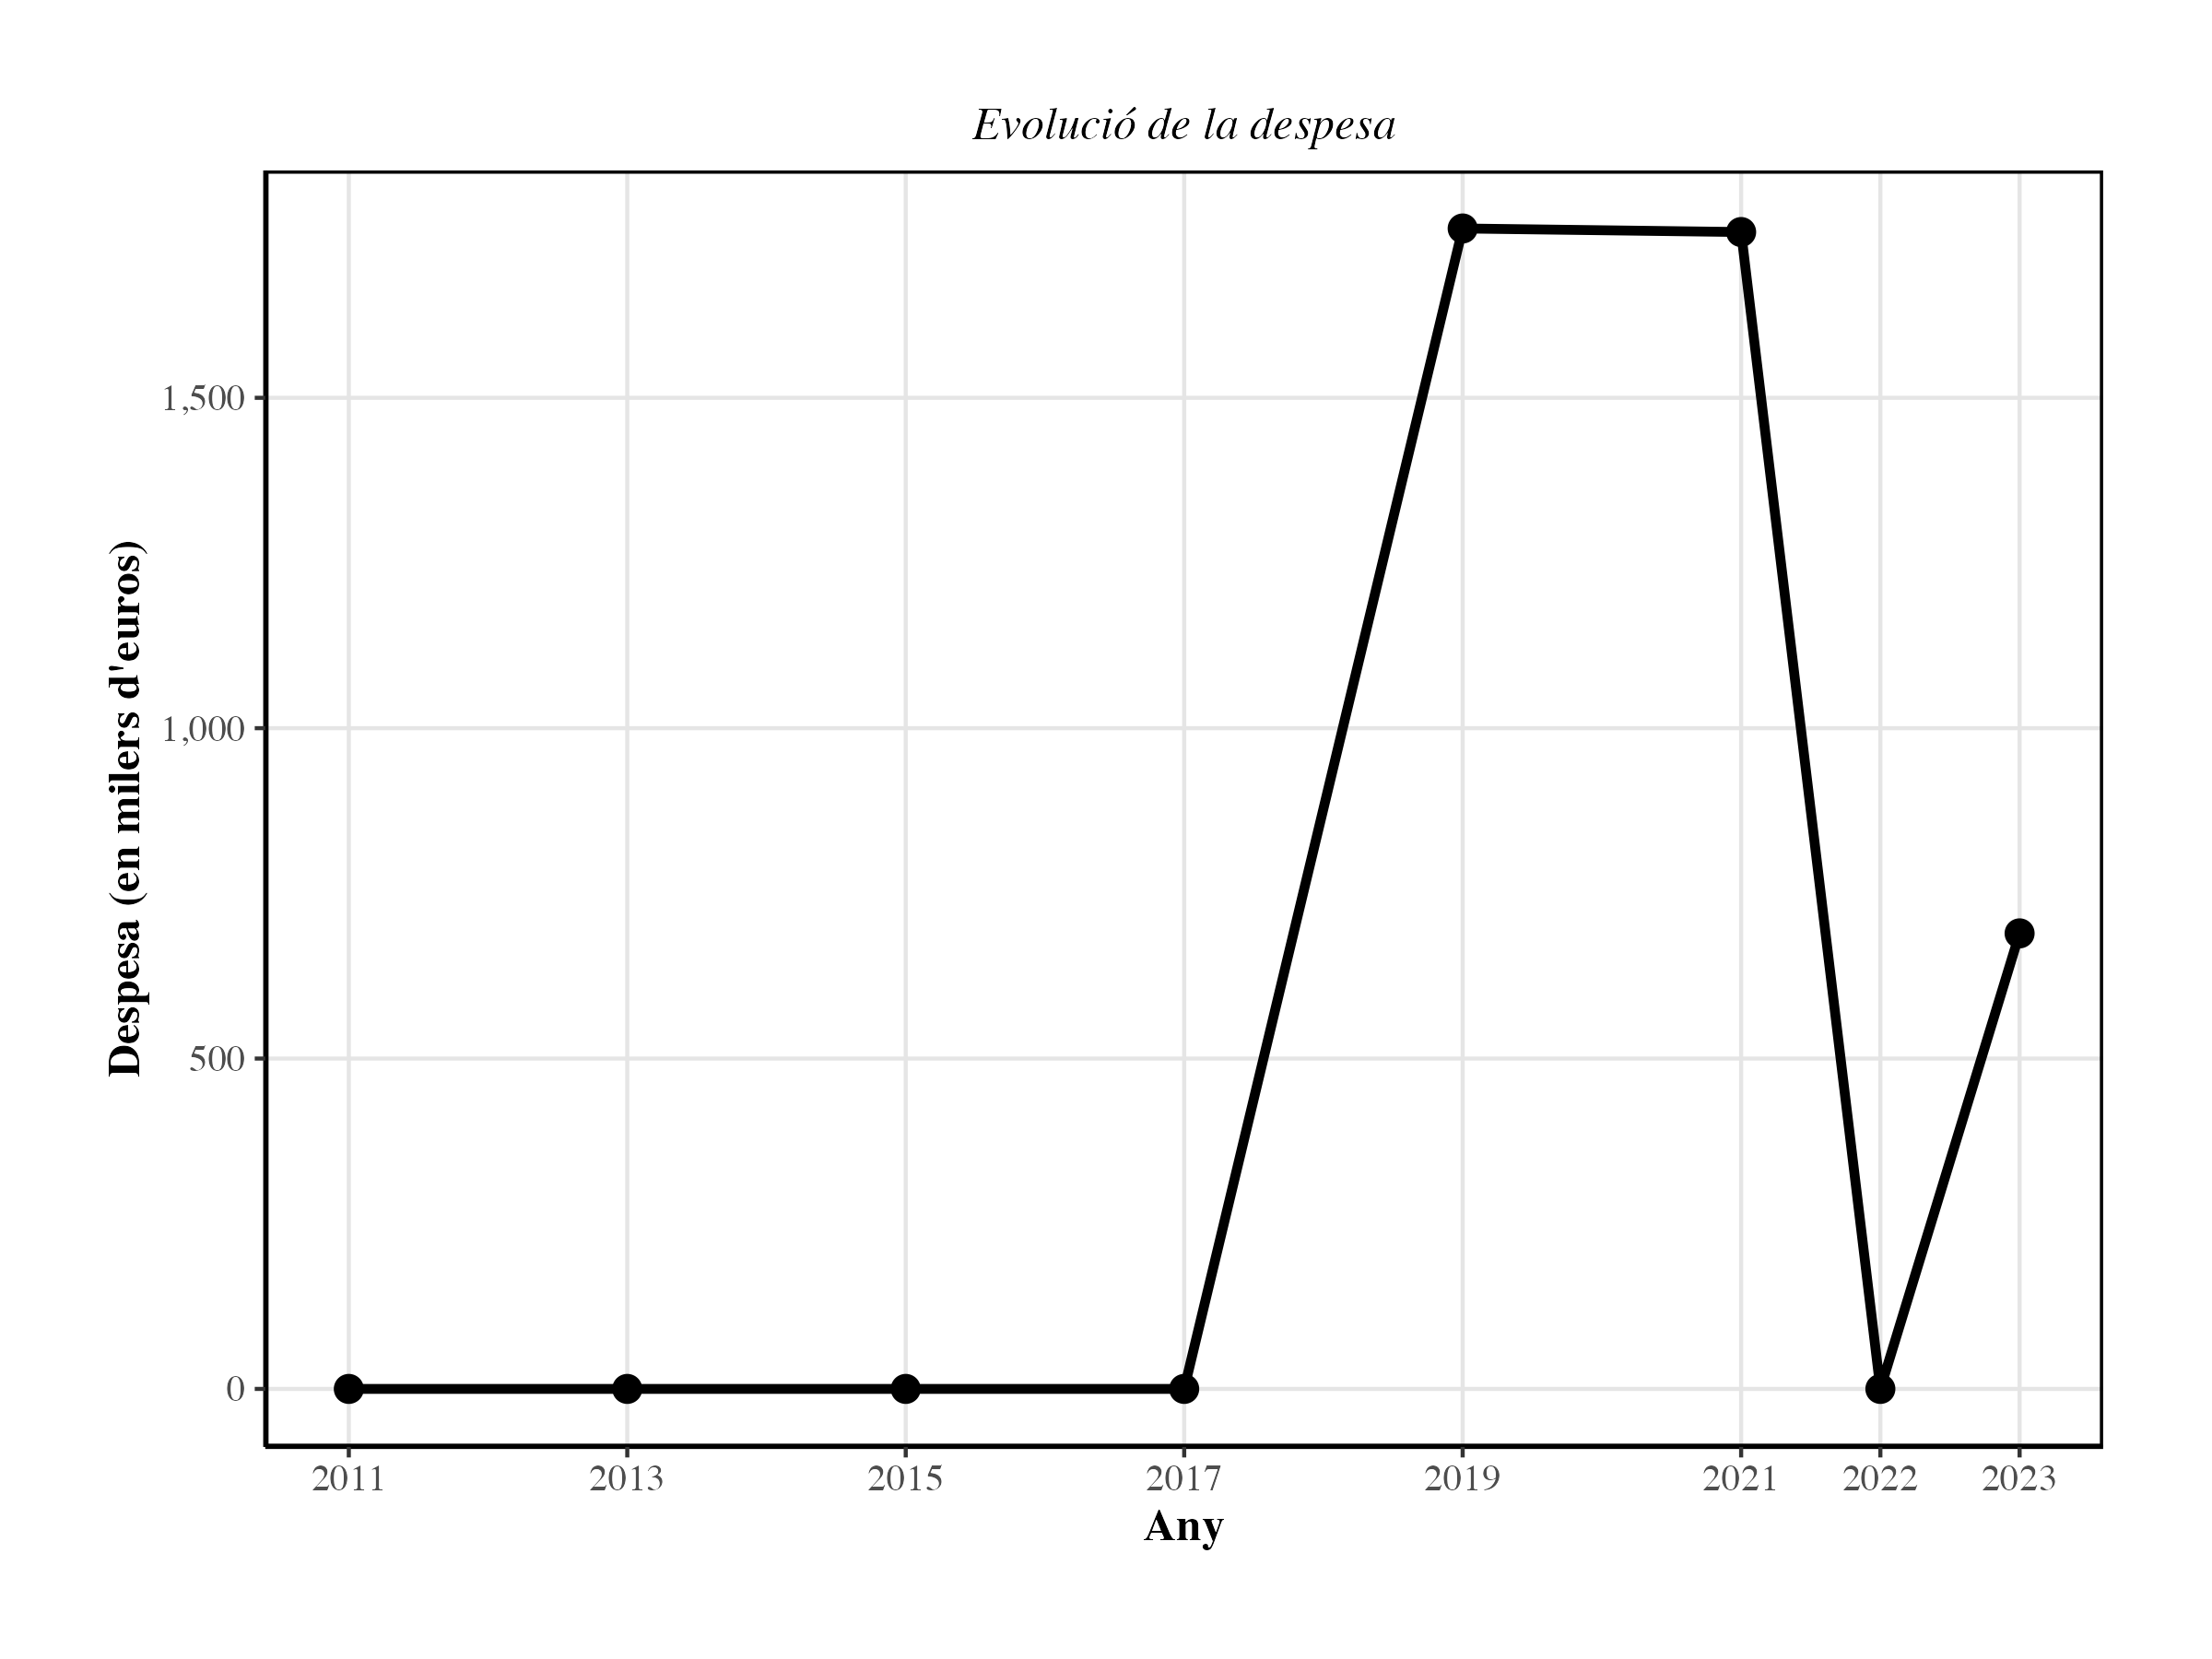 Evolució de la despesa
Despesa (en milers d'euros)
1,500
1,000
500
0
2011 2013 2015 2017 2019 2021 2022 2023
Any